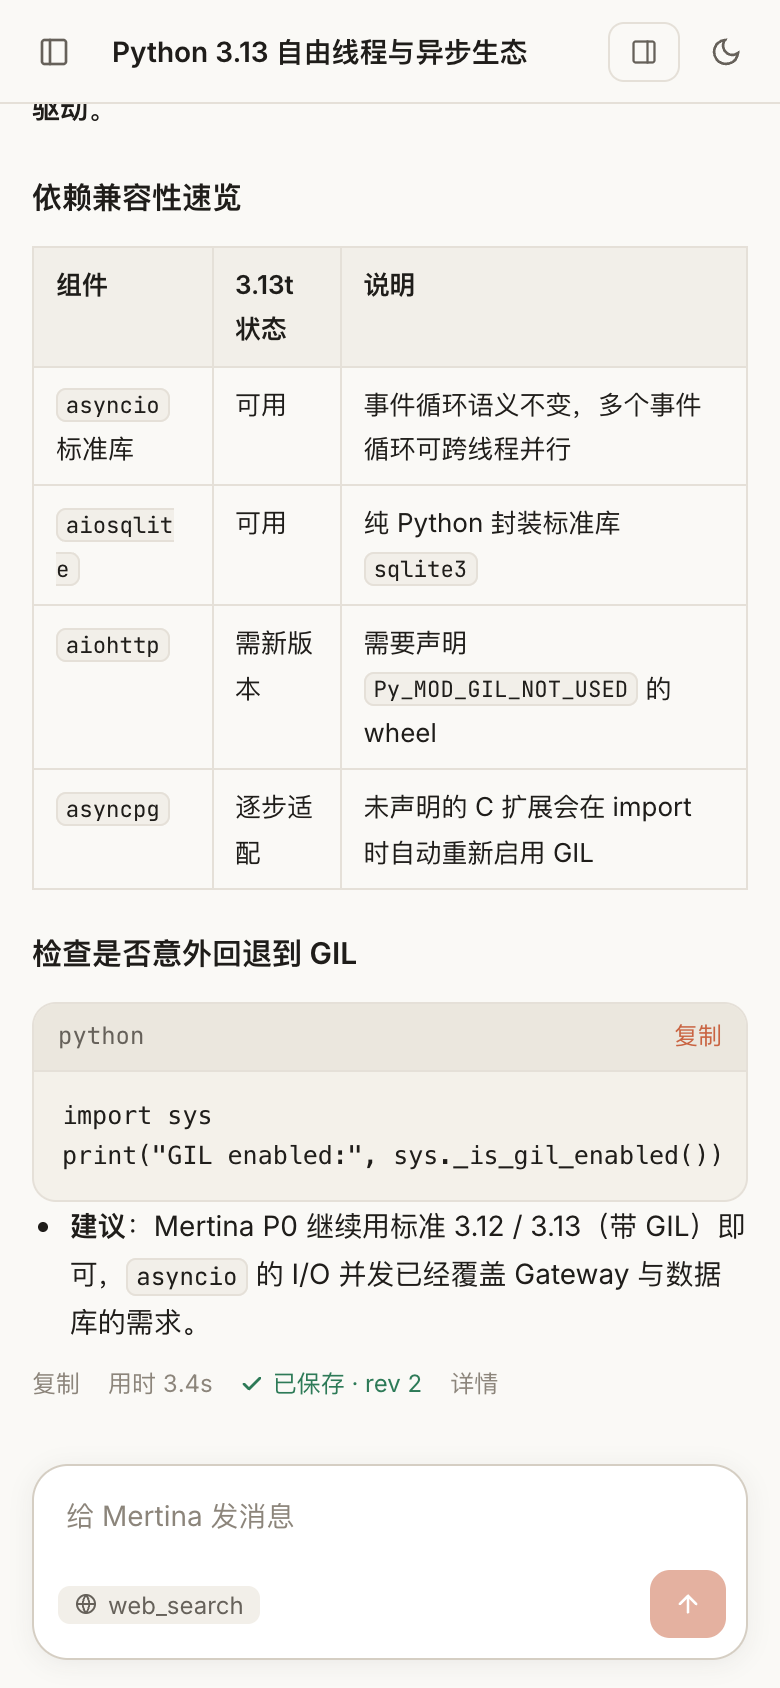 Python 3.13 自由线程与异步生态
驱动。
依赖兼容性速览
组件
3.13t
状态
说明
asyncio
标准库
可用
事件循环语义不变，多个事件
循环可跨线程并行
aiosqlit
e
可用
纯 Python 封装标准库
sqlite3
aiohttp
需新版
本
需要声明
Py_MOD_GIL_NOT_USED 的
wheel
asyncpg
逐步适
配
未声明的 C 扩展会在 import
时自动重新启用 GIL
检查是否意外回退到 GIL
python
复制
import sys
print("GIL enabled:", sys._is_gil_enabled())
• 建议：Mertina P0 继续用标准 3.12 / 3.13（带 GIL）即
可，asyncio 的 I/O 并发已经覆盖 Gateway 与数据
库的需求。
复制 用时 3.4s ✓ 已保存 · rev 2 详情
给 Mertina 发消息
web_search